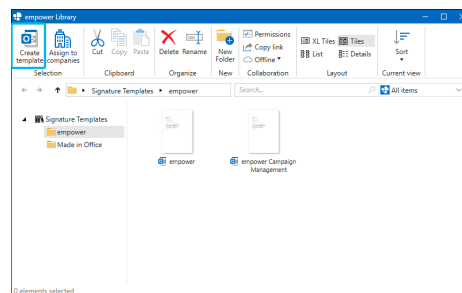 empower Library
Create template
Assign to companies
Cut
Copy
Paste
Delete
Rename
New Folder
Permissions
Copy link
Offline
XL Tiles
Tiles
List
Details
Sort
Selection
Clipboard
Organize
New
Collaboration
Layout
Current view
Signature Templates
empower
Search...
All items
Signature Templates
empower
Made in Office
empower
empower Campaign
Management
0 elements selected